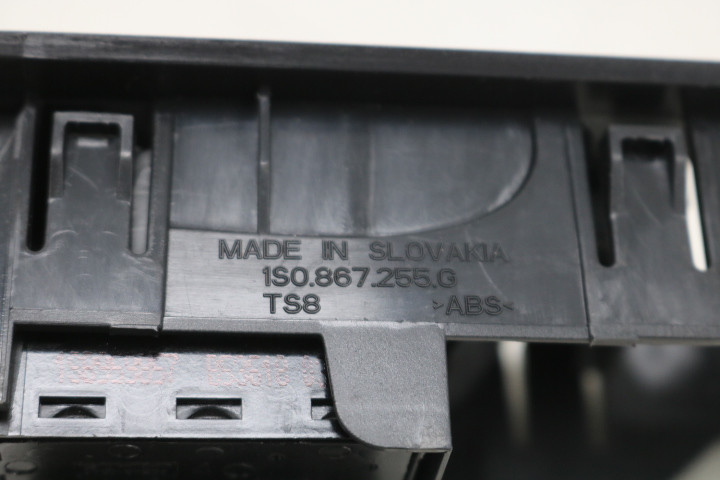 MADE IN SLOVAKIA
1S0.867.255.G
TS8 >ABS<